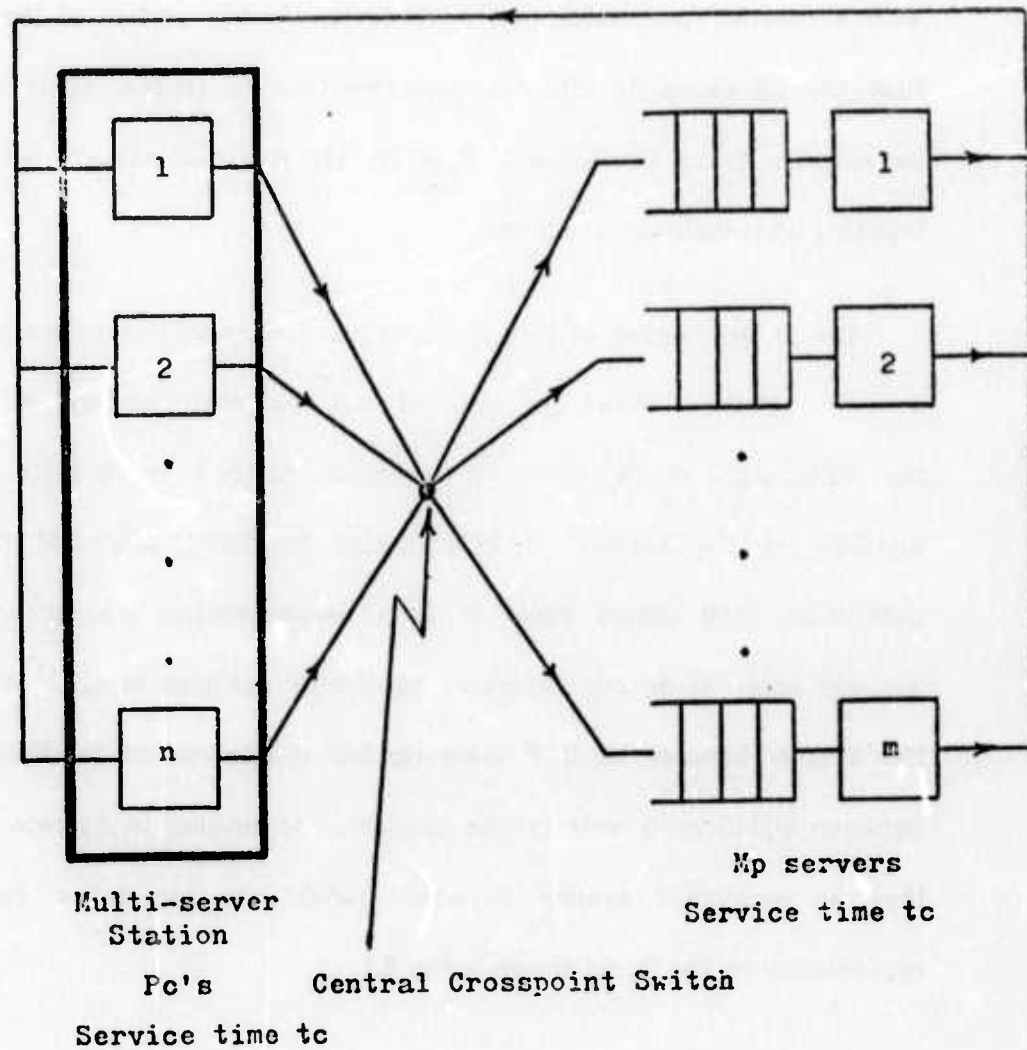 1
1
2
2
n
m
Multi-server
Station
Pc's
Service time tc
Mp servers
Service time tc
Central Crosspoint Switch